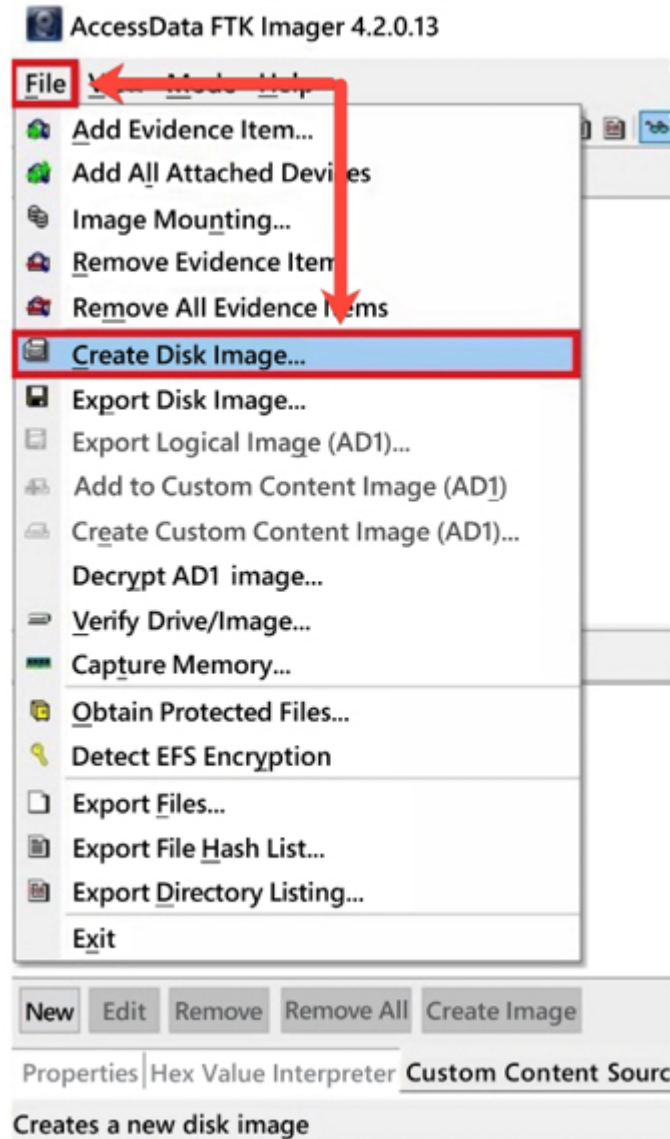 AccessData FTK Imager 4.2.0.13
File View Mode Help
Add Evidence Item...
Add All Attached Devices
Image Mounting...
Remove Evidence Item
Remove All Evidence Items
Create Disk Image...
Export Disk Image...
Export Logical Image (AD1)...
Add to Custom Content Image (AD1)
Create Custom Content Image (AD1)...
Decrypt AD1 image...
Verify Drive/Image...
Capture Memory...
Obtain Protected Files...
Detect EFS Encryption
Export Files...
Export File Hash List...
Export Directory Listing...
Exit
New Edit Remove Remove All Create Image
Properties Hex Value Interpreter Custom Content Sourc
Creates a new disk image